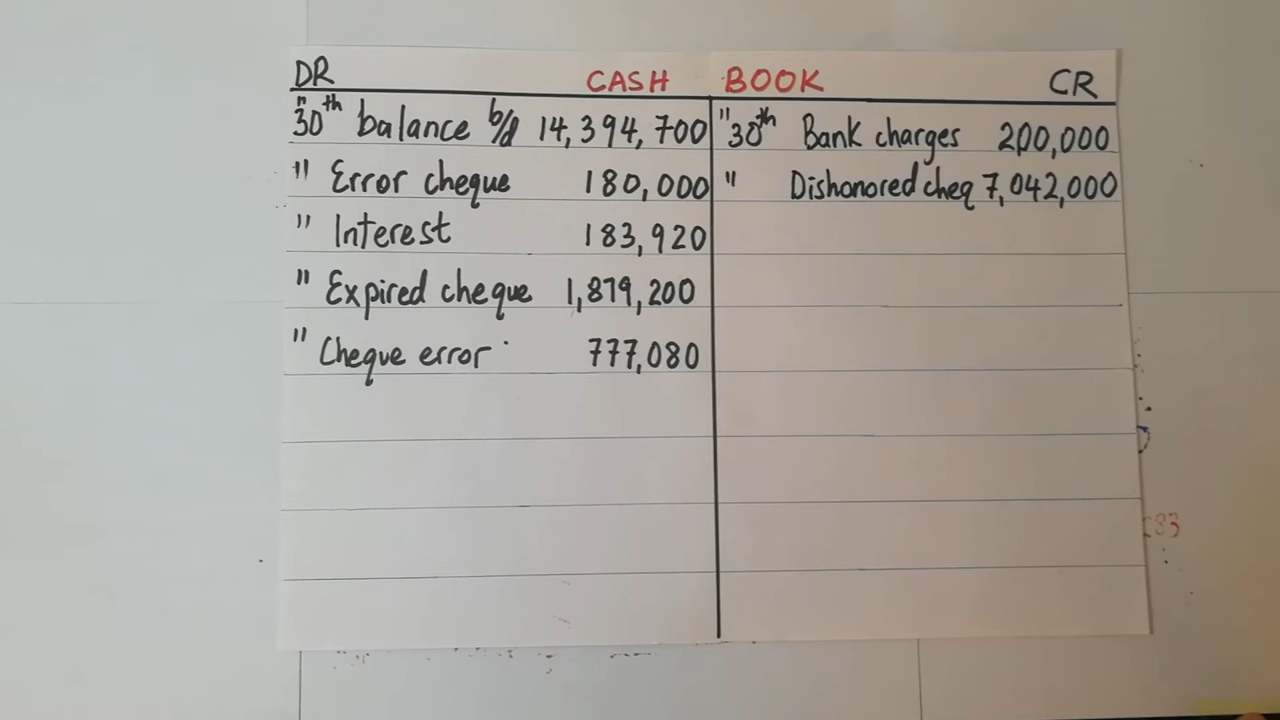 DR CASH BOOK CR
"30th balance b/d 14,394,700 "30th Bank charges 200,000
" Error cheque 180,000 " Dishonored cheq 7,042,000
" Interest 183,920
" Expired cheque 1,879,200
" Cheque error 777,080
83